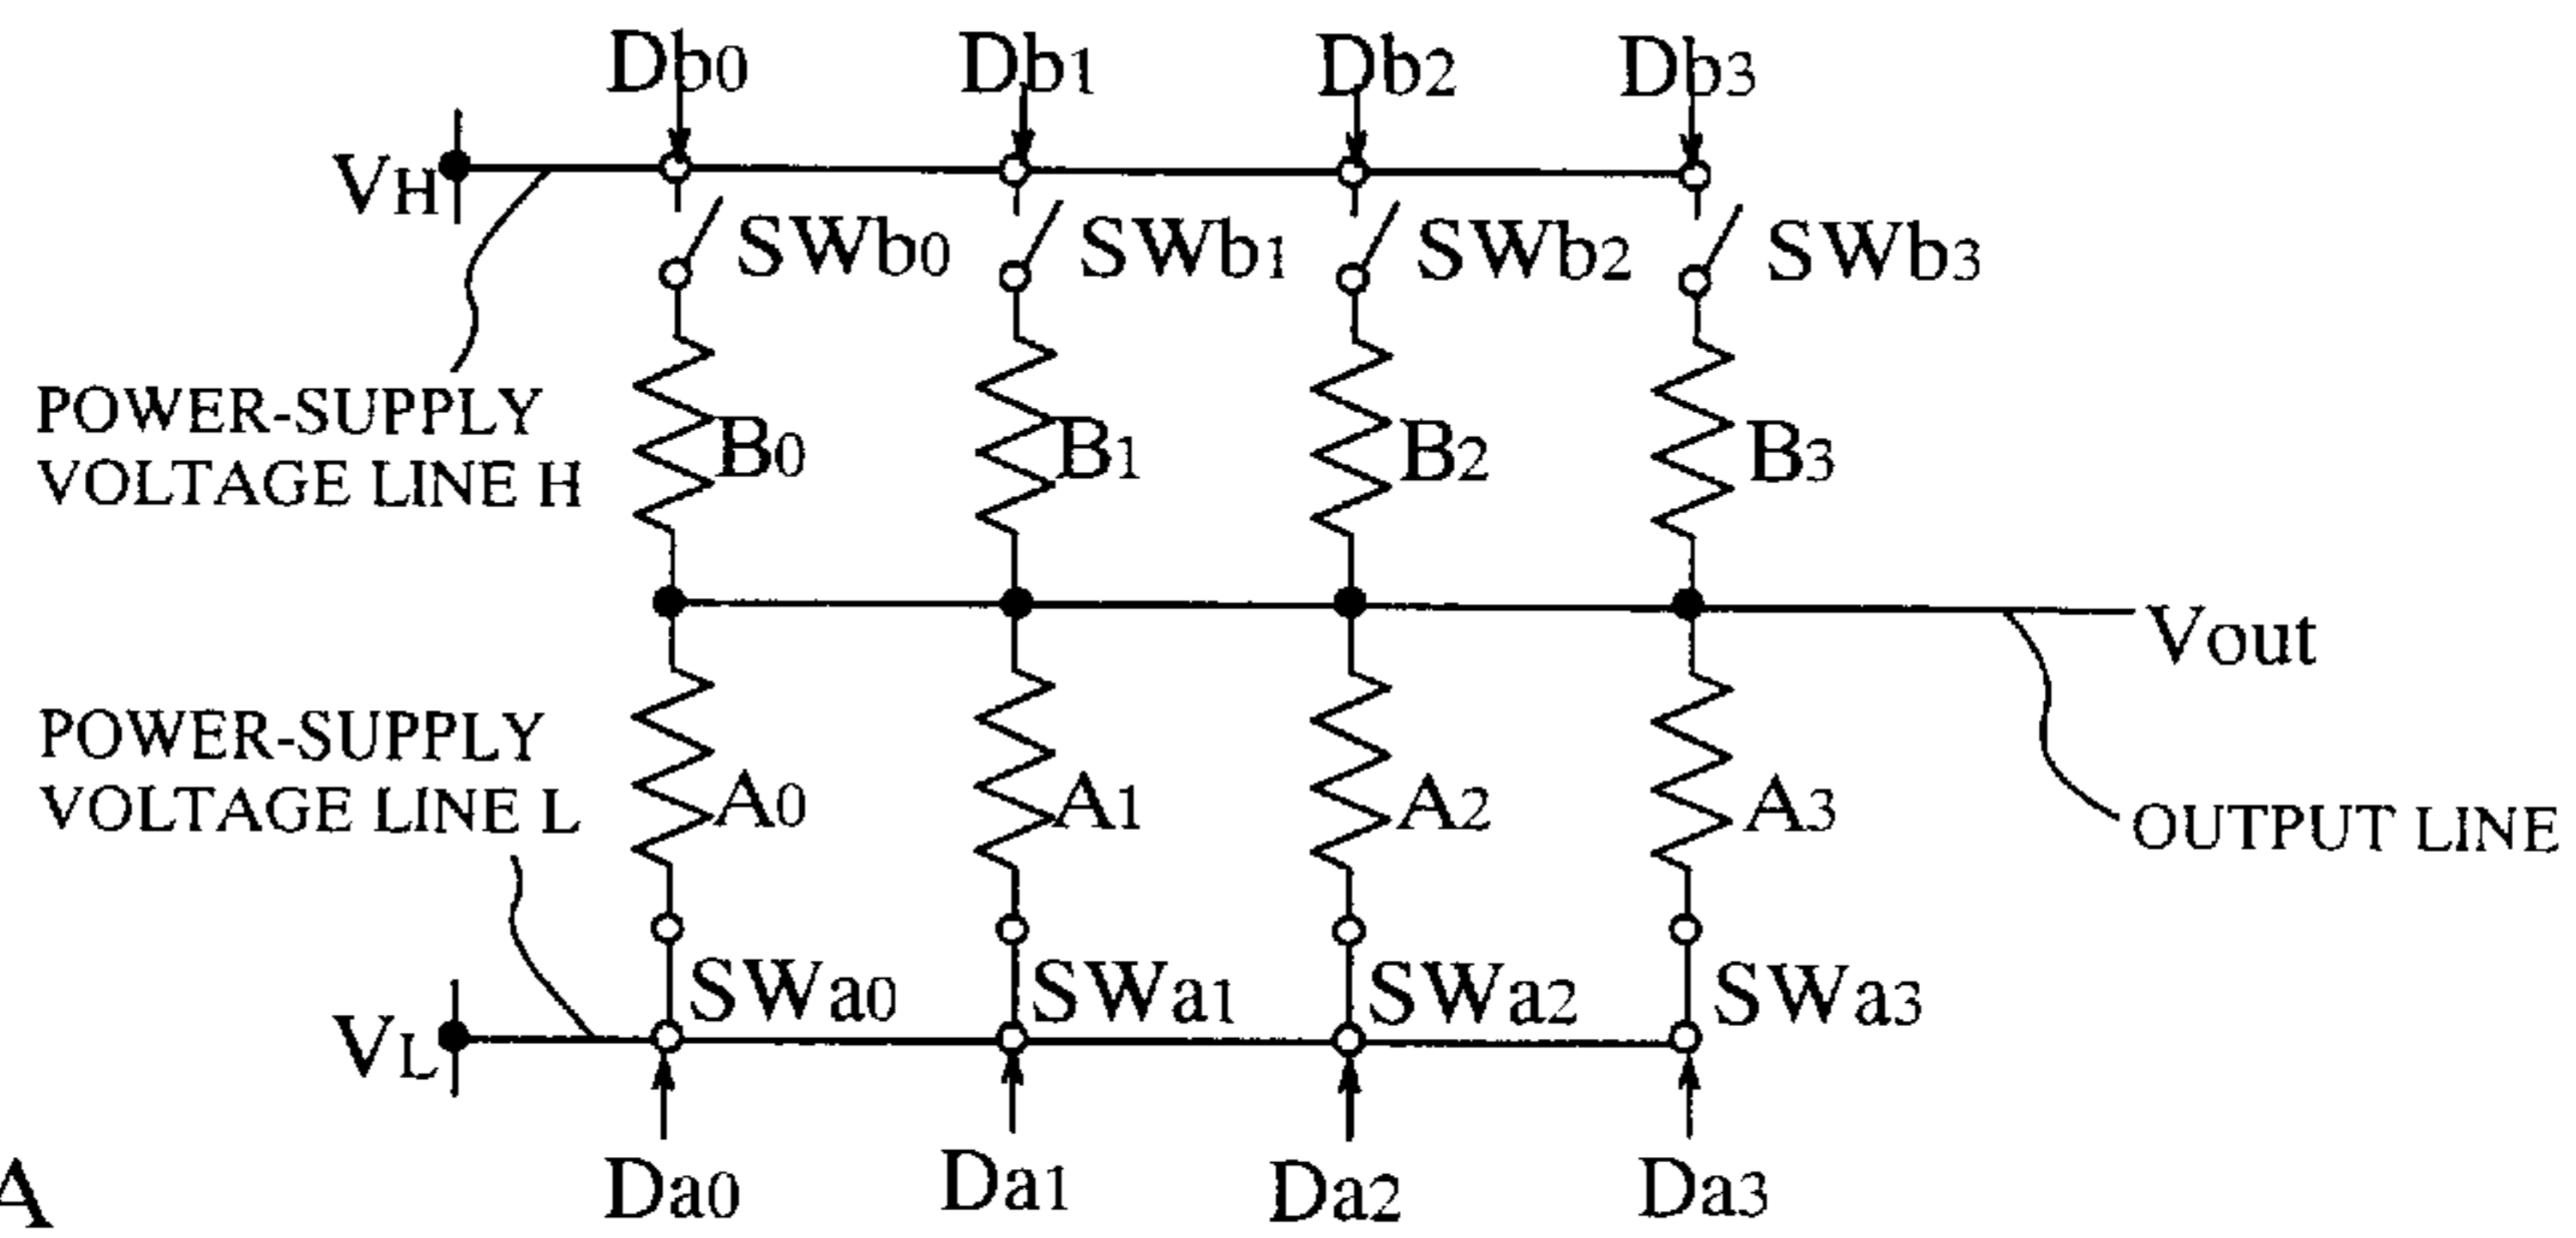 Db0 Db1 Db2 Db3
VH
SWb0 SWb1 SWb2 SWb3
POWER-SUPPLY
VOLTAGE LINE H
B0 B1 B2 B3
Vout
POWER-SUPPLY
VOLTAGE LINE L
A0 A1 A2 A3
OUTPUT LINE
SWa0 SWa1 SWa2 SWa3
VL
Da0 Da1 Da2 Da3
A